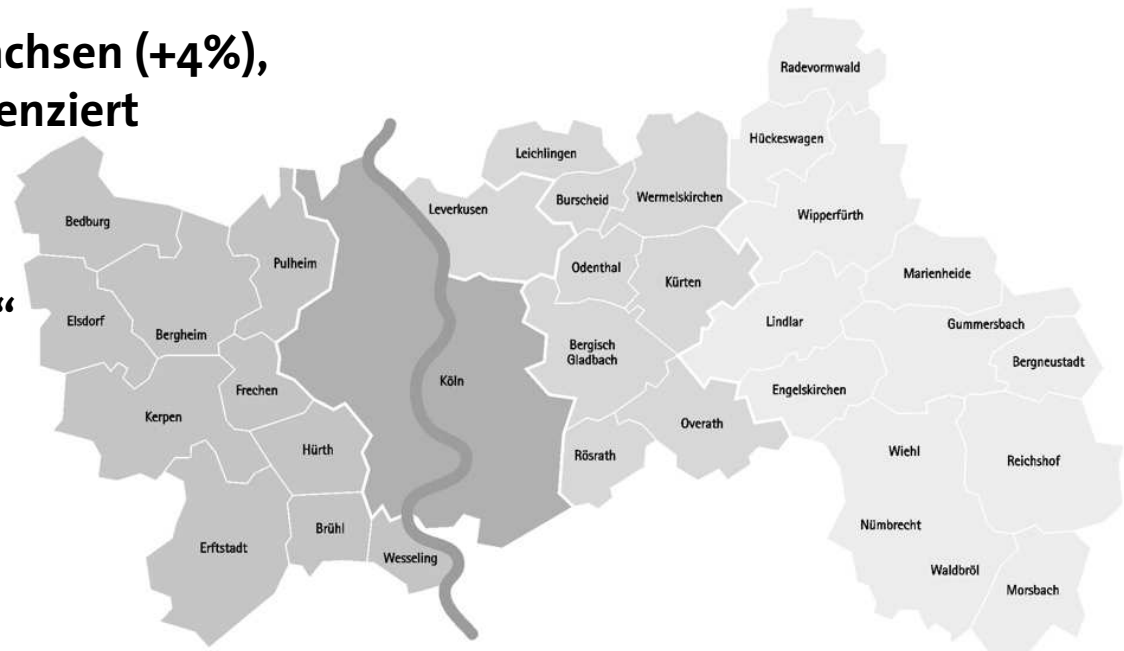 achsen (+4%),
enziert
“
Radevormwald
Hückeswagen
Leichlingen
Burscheid
Wermelskirchen
Leverkusen
Wipperfürth
Bedburg
Pulheim
Odenthal
Kürten
Marienheide
Elsdorf
Bergheim
Lindlar
Gummersbach
Bergisch
Gladbach
Bergneustadt
Köln
Frechen
Engelskirchen
Kerpen
Overath
Hürth
Rösrath
Wiehl
Reichshof
Brühl
Nümbrecht
Erftstadt
Wesseling
Waldbröl
Morsbach